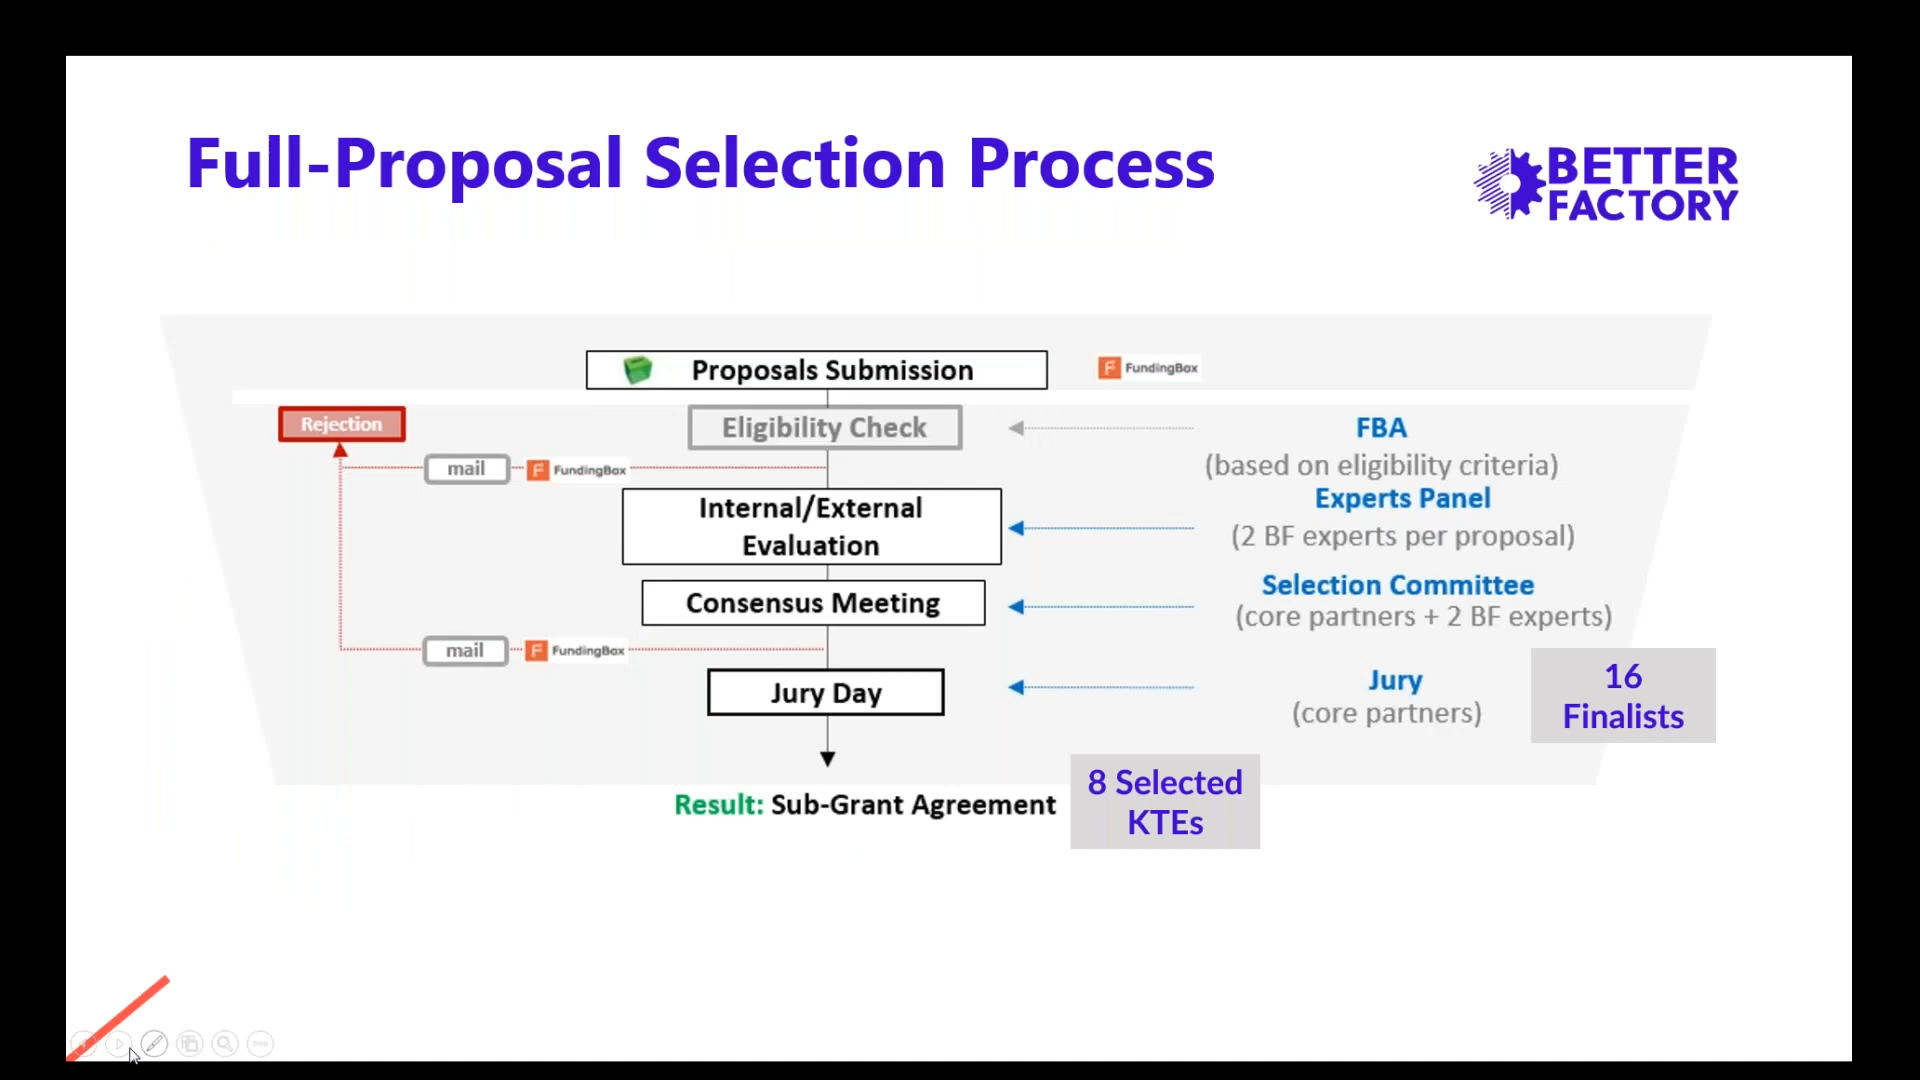 Full-Proposal Selection Process
BETTER
FACTORY
Proposals Submission
FundingBox
Rejection
Eligibility Check
FBA
(based on eligibility criteria)
mail
FundingBox
Internal/External
Evaluation
Experts Panel
(2 BF experts per proposal)
Consensus Meeting
Selection Committee
(core partners + 2 BF experts)
mail
FundingBox
Jury Day
Jury
(core partners)
16
Finalists
Result: Sub-Grant Agreement
8 Selected
KTEs